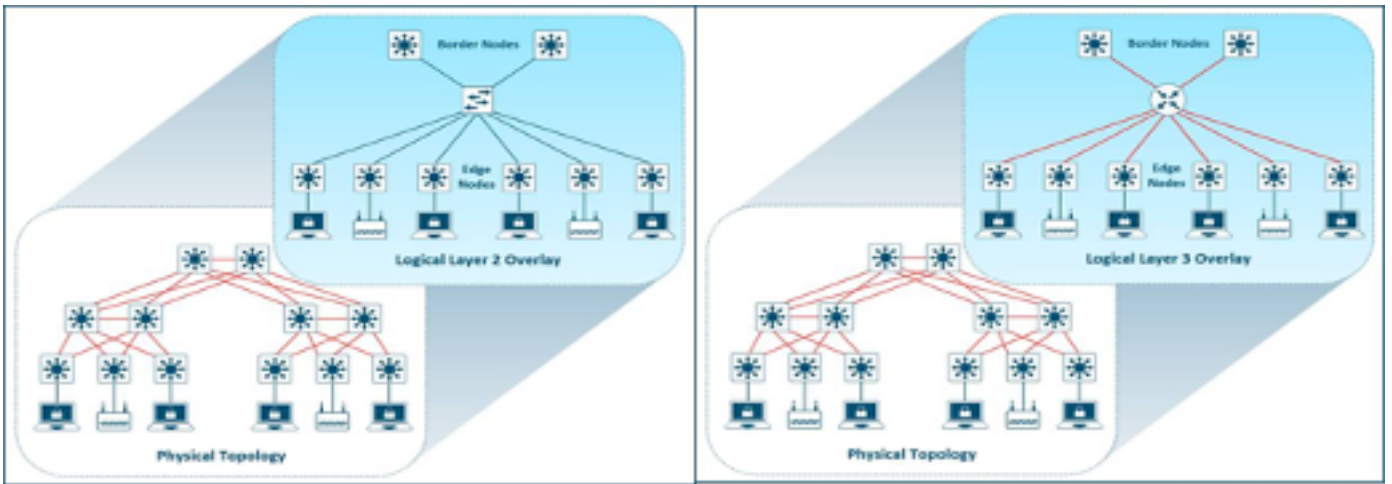 Border Nodes
Edge
Nodes
Logical Layer 2 Overlay
Physical Topology
Border Nodes
Edge
Nodes
Logical Layer 3 Overlay
Physical Topology